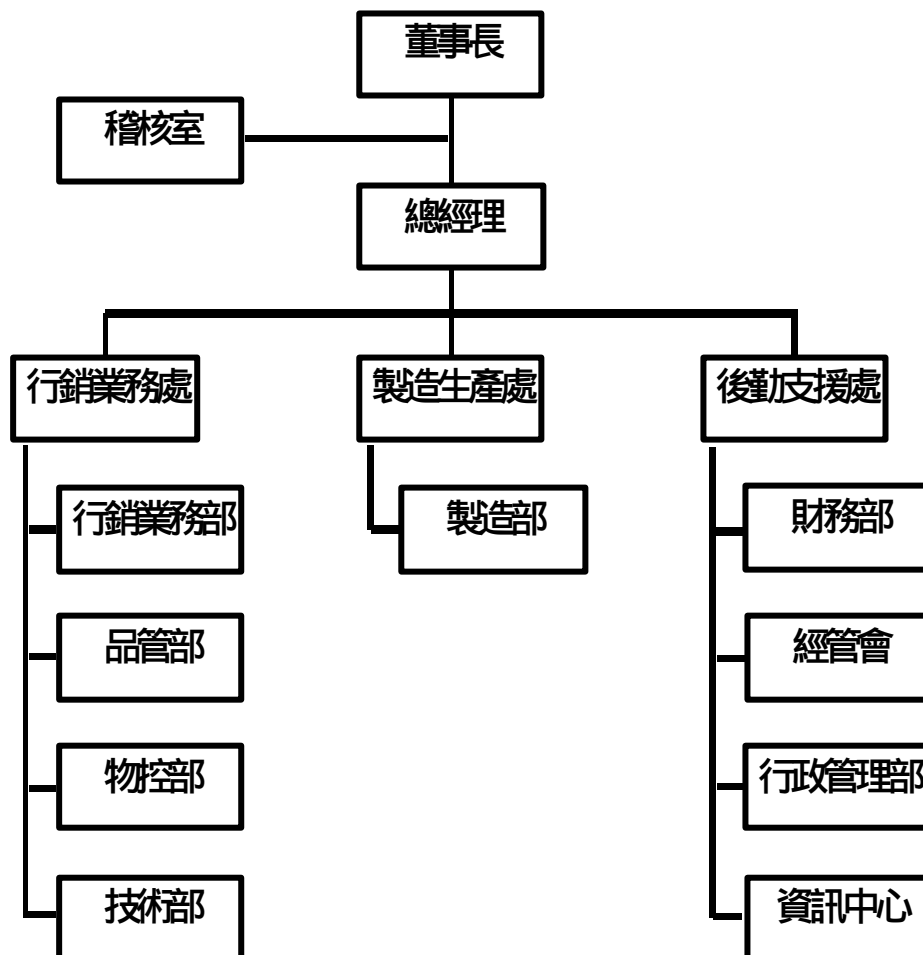 董事長
稽核室
總經理
行銷業務處
製造生產處
後勤支援處
行銷業務部
製造部
財務部
品管部
經管會
物控部
行政管理部
技術部
資訊中心